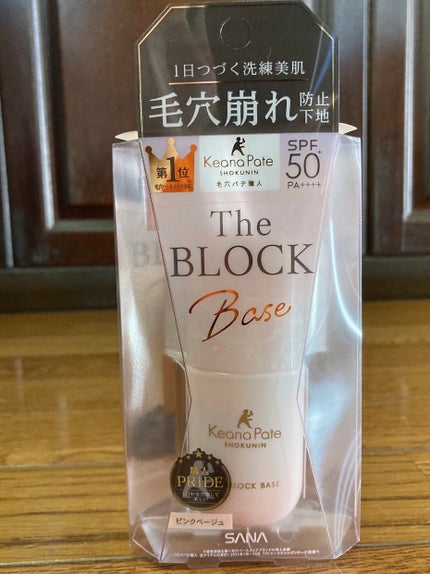 1日つづく洗練美肌
毛穴崩れ防止下地
第1位
Keana Pate
SHOKUNIN
毛穴パテ職人
SPF
50+
PA++++
The
BLOCK
Base
Keana Pate
SHOKUNIN
職人
PRIDE
BLOCK BASE
ピンクベージュ
SANA